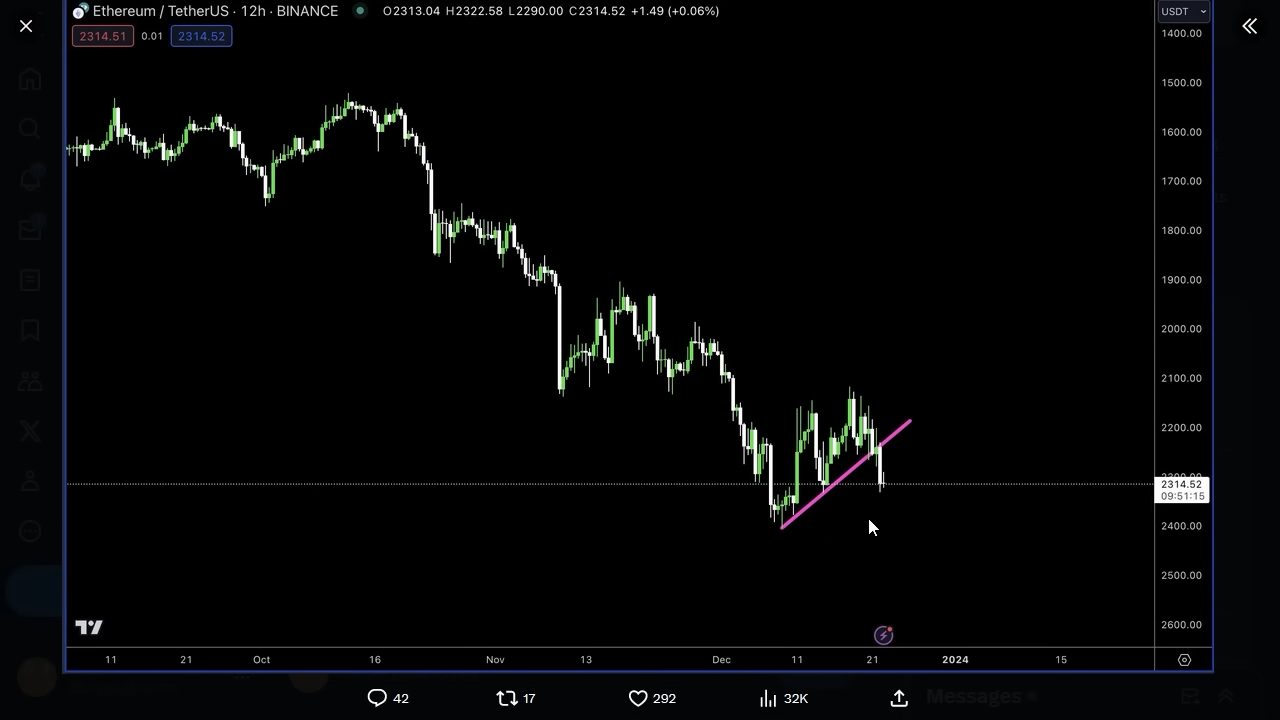 Ethereum / TetherUS · 12h · BINANCE O2313.04 H2322.58 L2290.00 C2314.52 +1.49 (+0.06%)
USDT
2314.51 0.01 2314.52
1400.00
1500.00
1600.00
1700.00
1800.00
1900.00
2000.00
2100.00
2200.00
2300.00
2314.52
09:51:15
2400.00
2500.00
2600.00
11 21 Oct 16 Nov 13 Dec 11 21 2024 15
42 17 292 32K
Messages